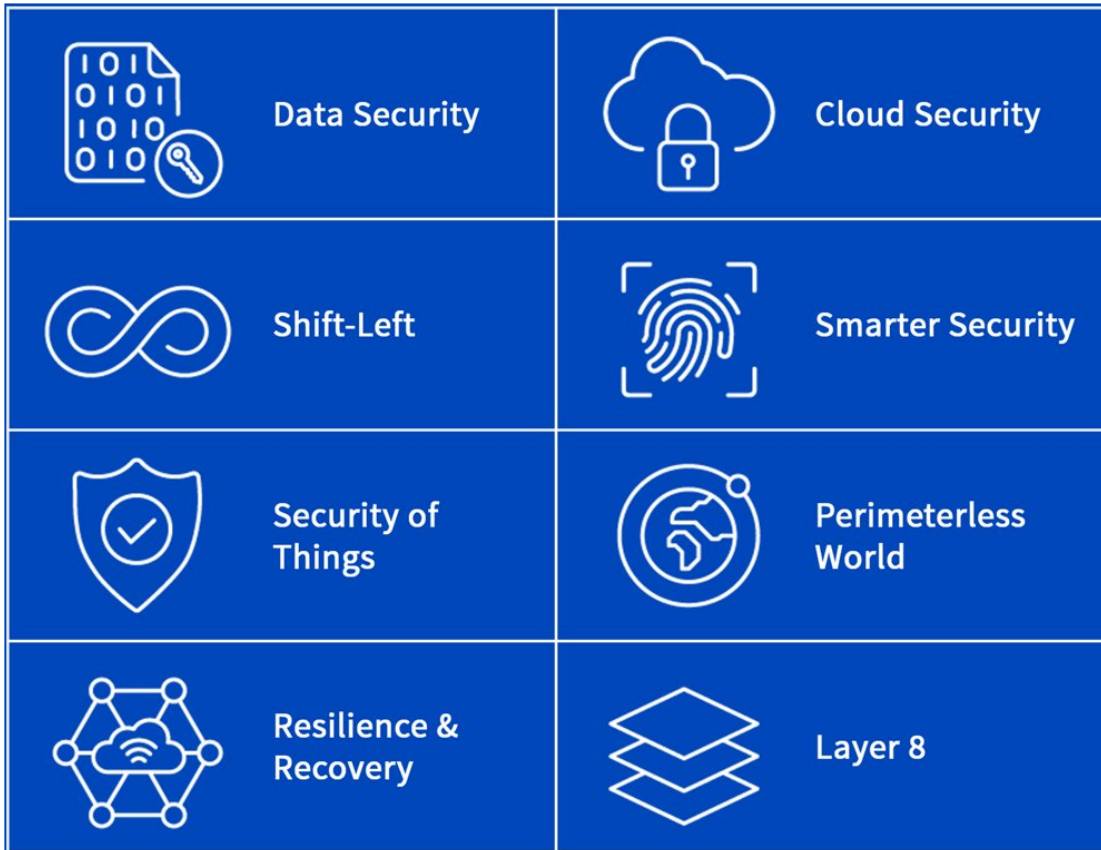 Data Security
Cloud Security
Shift-Left
Smarter Security
Security of
Things
Perimeterless
World
Resilience &
Recovery
Layer 8